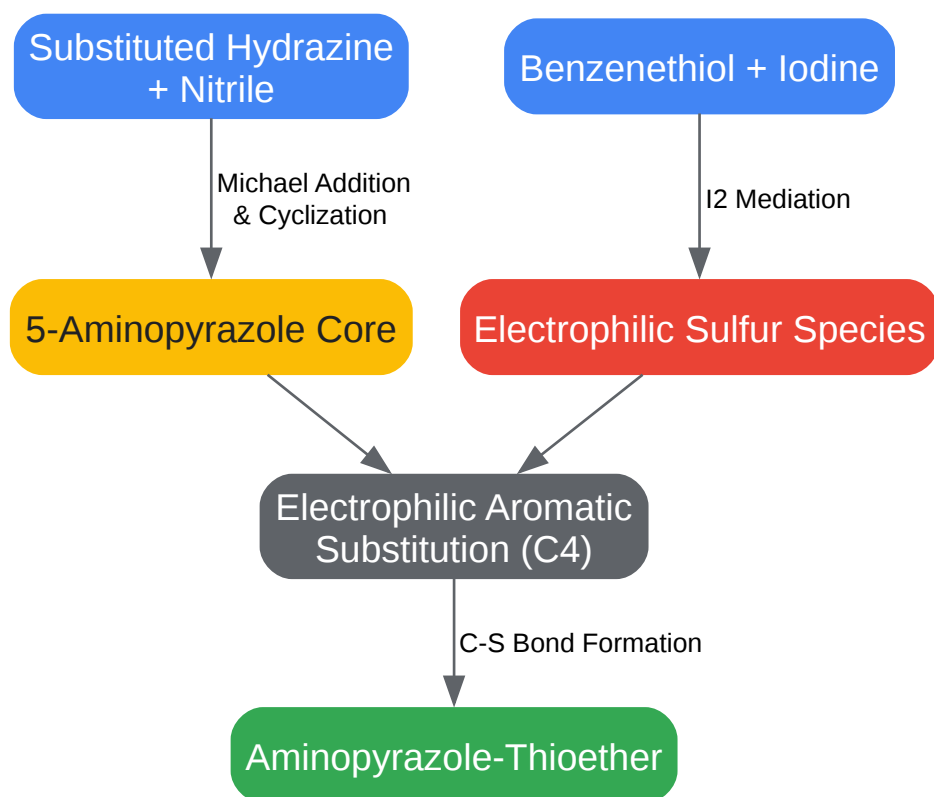 Substituted Hydrazine
+ Nitrile
Benzenethiol + Iodine
Michael Addition
& Cyclization
I2 Mediation
5-Aminopyrazole Core
Electrophilic Sulfur Species
Electrophilic Aromatic
Substitution (C4)
C-S Bond Formation
Aminopyrazole-Thioether